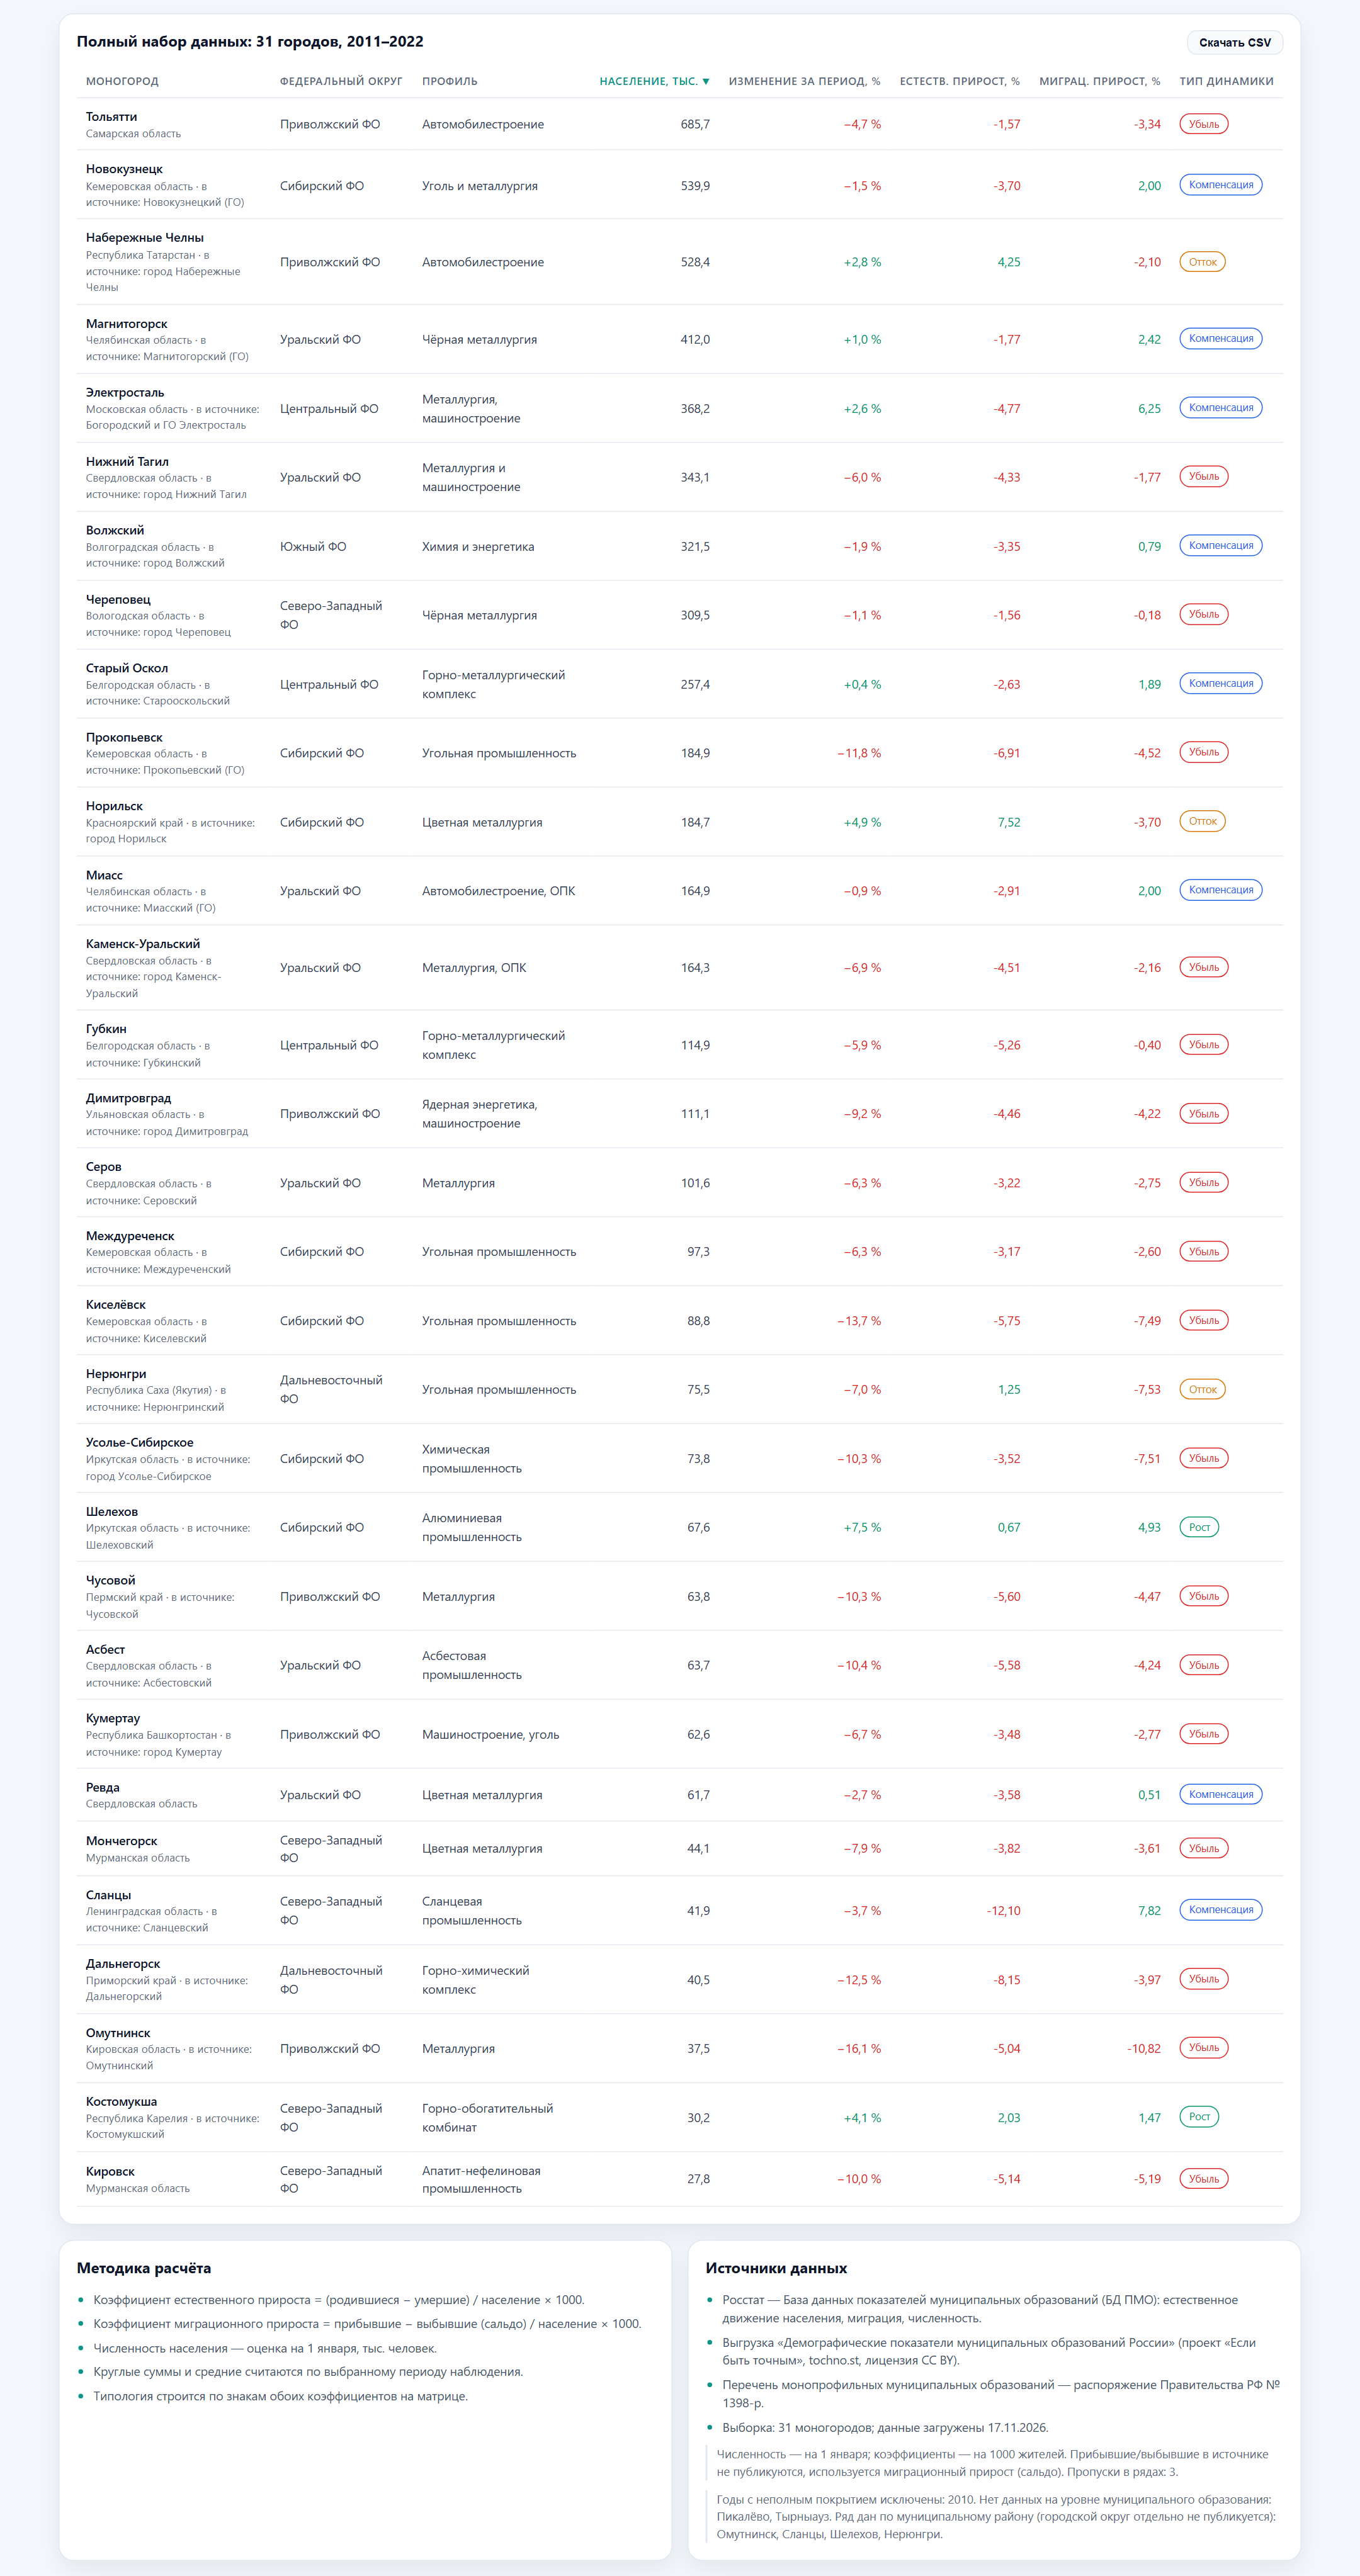 Полный набор данных: 31 городов, 2011–2022
Скачать CSV
МОНОГОРОД ФЕДЕРАЛЬНЫЙ ОКРУГ ПРОФИЛЬ НАСЕЛЕНИЕ, ТЫС. ▼ ИЗМЕНЕНИЕ ЗА ПЕРИОД, % ЕСТЕСТВ. ПРИРОСТ, % МИГРАЦ. ПРИРОСТ, % ТИП ДИНАМИКИ
Тольятти
Самарская область
Приволжский ФО Автомобилестроение 685,7 −4,7 % -1,57 -3,34 Убыль
Новокузнецк
Кемеровская область · в
источнике: Новокузнецкий (ГО)
Сибирский ФО Уголь и металлургия 539,9 −1,5 % -3,70 2,00 Компенсация
Набережные Челны
Республика Татарстан · в
источнике: город Набережные
Челны
Приволжский ФО Автомобилестроение 528,4 +2,8 % 4,25 -2,10 Отток
Магнитогорск
Челябинская область · в
источнике: Магнитогорский (ГО)
Уральский ФО Чёрная металлургия 412,0 +1,0 % -1,77 2,42 Компенсация
Электросталь
Московская область · в источнике:
Богородский и ГО Электросталь
Центральный ФО
Металлургия,
машиностроение
368,2 +2,6 % -4,77 6,25 Компенсация
Нижний Тагил
Свердловская область · в
источнике: город Нижний Тагил
Уральский ФО
Металлургия и
машиностроение
343,1 −6,0 % -4,33 -1,77 Убыль
Волжский
Волгоградская область · в
источнике: город Волжский
Южный ФО Химия и энергетика 321,5 −1,9 % -3,35 0,79 Компенсация
Череповец
Вологодская область · в
источнике: город Череповец
Северо-Западный
ФО
Чёрная металлургия 309,5 −1,1 % -1,56 -0,18 Убыль
Старый Оскол
Белгородская область · в
источнике: Старооскольский
Центральный ФО
Горно-металлургический
комплекс
257,4 +0,4 % -2,63 1,89 Компенсация
Прокопьевск
Кемеровская область · в
источнике: Прокопьевский (ГО)
Сибирский ФО Угольная промышленность 184,9 −11,8 % -6,91 -4,52 Убыль
Норильск
Красноярский край · в источнике:
город Норильск
Сибирский ФО Цветная металлургия 184,7 +4,9 % 7,52 -3,70 Отток
Миасс
Челябинская область · в
источнике: Миасский (ГО)
Уральский ФО Автомобилестроение, ОПК 164,9 −0,9 % -2,91 2,00 Компенсация
Каменск-Уральский
Свердловская область · в
источнике: город Каменск-
Уральский
Уральский ФО Металлургия, ОПК 164,3 −6,9 % -4,51 -2,16 Убыль
Губкин
Белгородская область · в
источнике: Губкинский
Центральный ФО
Горно-металлургический
комплекс
114,9 −5,9 % -5,26 -0,40 Убыль
Димитровград
Ульяновская область · в
источнике: город Димитровград
Приволжский ФО
Ядерная энергетика,
машиностроение
111,1 −9,2 % -4,46 -4,22 Убыль
Серов
Свердловская область · в
источнике: Серовский
Уральский ФО Металлургия 101,6 −6,3 % -3,22 -2,75 Убыль
Междуреченск
Кемеровская область · в
источнике: Междуреченский
Сибирский ФО Угольная промышленность 97,3 −6,3 % -3,17 -2,60 Убыль
Киселёвск
Кемеровская область · в
источнике: Киселевский
Сибирский ФО Угольная промышленность 88,8 −13,7 % -5,75 -7,49 Убыль
Нерюнгри
Республика Саха (Якутия) · в
источнике: Нерюнгринский
Дальневосточный
ФО
Угольная промышленность 75,5 −7,0 % 1,25 -7,53 Отток
Усолье-Сибирское
Иркутская область · в источнике:
город Усолье-Сибирское
Сибирский ФО
Химическая
промышленность
73,8 −10,3 % -3,52 -7,51 Убыль
Шелехов
Иркутская область · в источнике:
Шелеховский
Сибирский ФО
Алюминиевая
промышленность
67,6 +7,5 % 0,67 4,93 Рост
Чусовой
Пермский край · в источнике:
Чусовской
Приволжский ФО Металлургия 63,8 −10,3 % -5,60 -4,47 Убыль
Асбест
Свердловская область · в
источнике: Асбестовский
Уральский ФО
Асбестовая
промышленность
63,7 −10,4 % -5,58 -4,24 Убыль
Кумертау
Республика Башкортостан · в
источнике: город Кумертау
Приволжский ФО Машиностроение, уголь 62,6 −6,7 % -3,48 -2,77 Убыль
Ревда
Свердловская область
Уральский ФО Цветная металлургия 61,7 −2,7 % -3,58 0,51 Компенсация
Мончегорск
Мурманская область
Северо-Западный
ФО
Цветная металлургия 44,1 −7,9 % -3,82 -3,61 Убыль
Сланцы
Ленинградская область · в
источнике: Сланцевский
Северо-Западный
ФО
Сланцевая
промышленность
41,9 −3,7 % -12,10 7,82 Компенсация
Дальнегорск
Приморский край · в источнике:
Дальнегорский
Дальневосточный
ФО
Горно-химический
комплекс
40,5 −12,5 % -8,15 -3,97 Убыль
Омутнинск
Кировская область · в источнике:
Омутнинский
Приволжский ФО Металлургия 37,5 −16,1 % -5,04 -10,82 Убыль
Костомукша
Республика Карелия · в источнике:
Костомукшский
Северо-Западный
ФО
Горно-обогатительный
комбинат
30,2 +4,1 % 2,03 1,47 Рост
Кировск
Мурманская область
Северо-Западный
ФО
Апатит-нефелиновая
промышленность
27,8 −10,0 % -5,14 -5,19 Убыль
Методика расчёта
• Коэффициент естественного прироста = (родившиеся − умершие) / население × 1000.
• Коэффициент миграционного прироста = прибывшие − выбывшие (сальдо) / население × 1000.
• Численность населения — оценка на 1 января, тыс. человек.
• Круглые суммы и средние считаются по выбранному периоду наблюдения.
• Типология строится по знакам обоих коэффициентов на матрице.
Источники данных
• Росстат — База данных показателей муниципальных образований (БД ПМО): естественное
движение населения, миграция, численность.
• Выгрузка «Демографические показатели муниципальных образований России» (проект «Если
быть точным», tochno.st, лицензия CC BY).
• Перечень монопрофильных муниципальных образований — распоряжение Правительства РФ №
1398-р.
• Выборка: 31 моногородов; данные загружены 17.11.2026.
Численность — на 1 января; коэффициенты — на 1000 жителей. Прибывшие/выбывшие в источнике
не публикуются, используется миграционный прирост (сальдо). Пропуски в рядах: 3.
Годы с неполным покрытием исключены: 2010. Нет данных на уровне муниципального образования:
Пикалёво, Тырныауз. Ряд дан по муниципальному району (городской округ отдельно не публикуется):
Омутнинск, Сланцы, Шелехов, Нерюнгри.